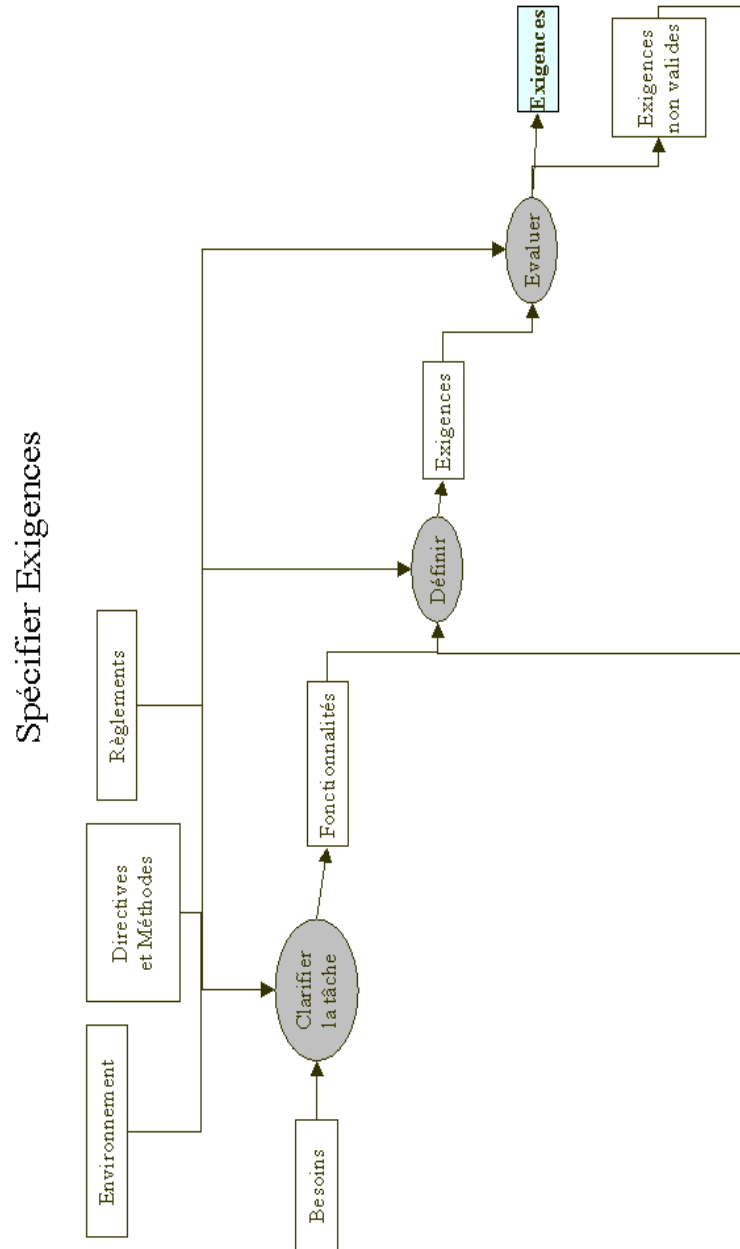 Spécifier Exigences
Environnement
Directives
et Méthodes
Règlements
Besoins
Clarifier
la tâche
Fonctionnalités
Définir
Exigences
Evaluer
Exigences
Exigences
non valides